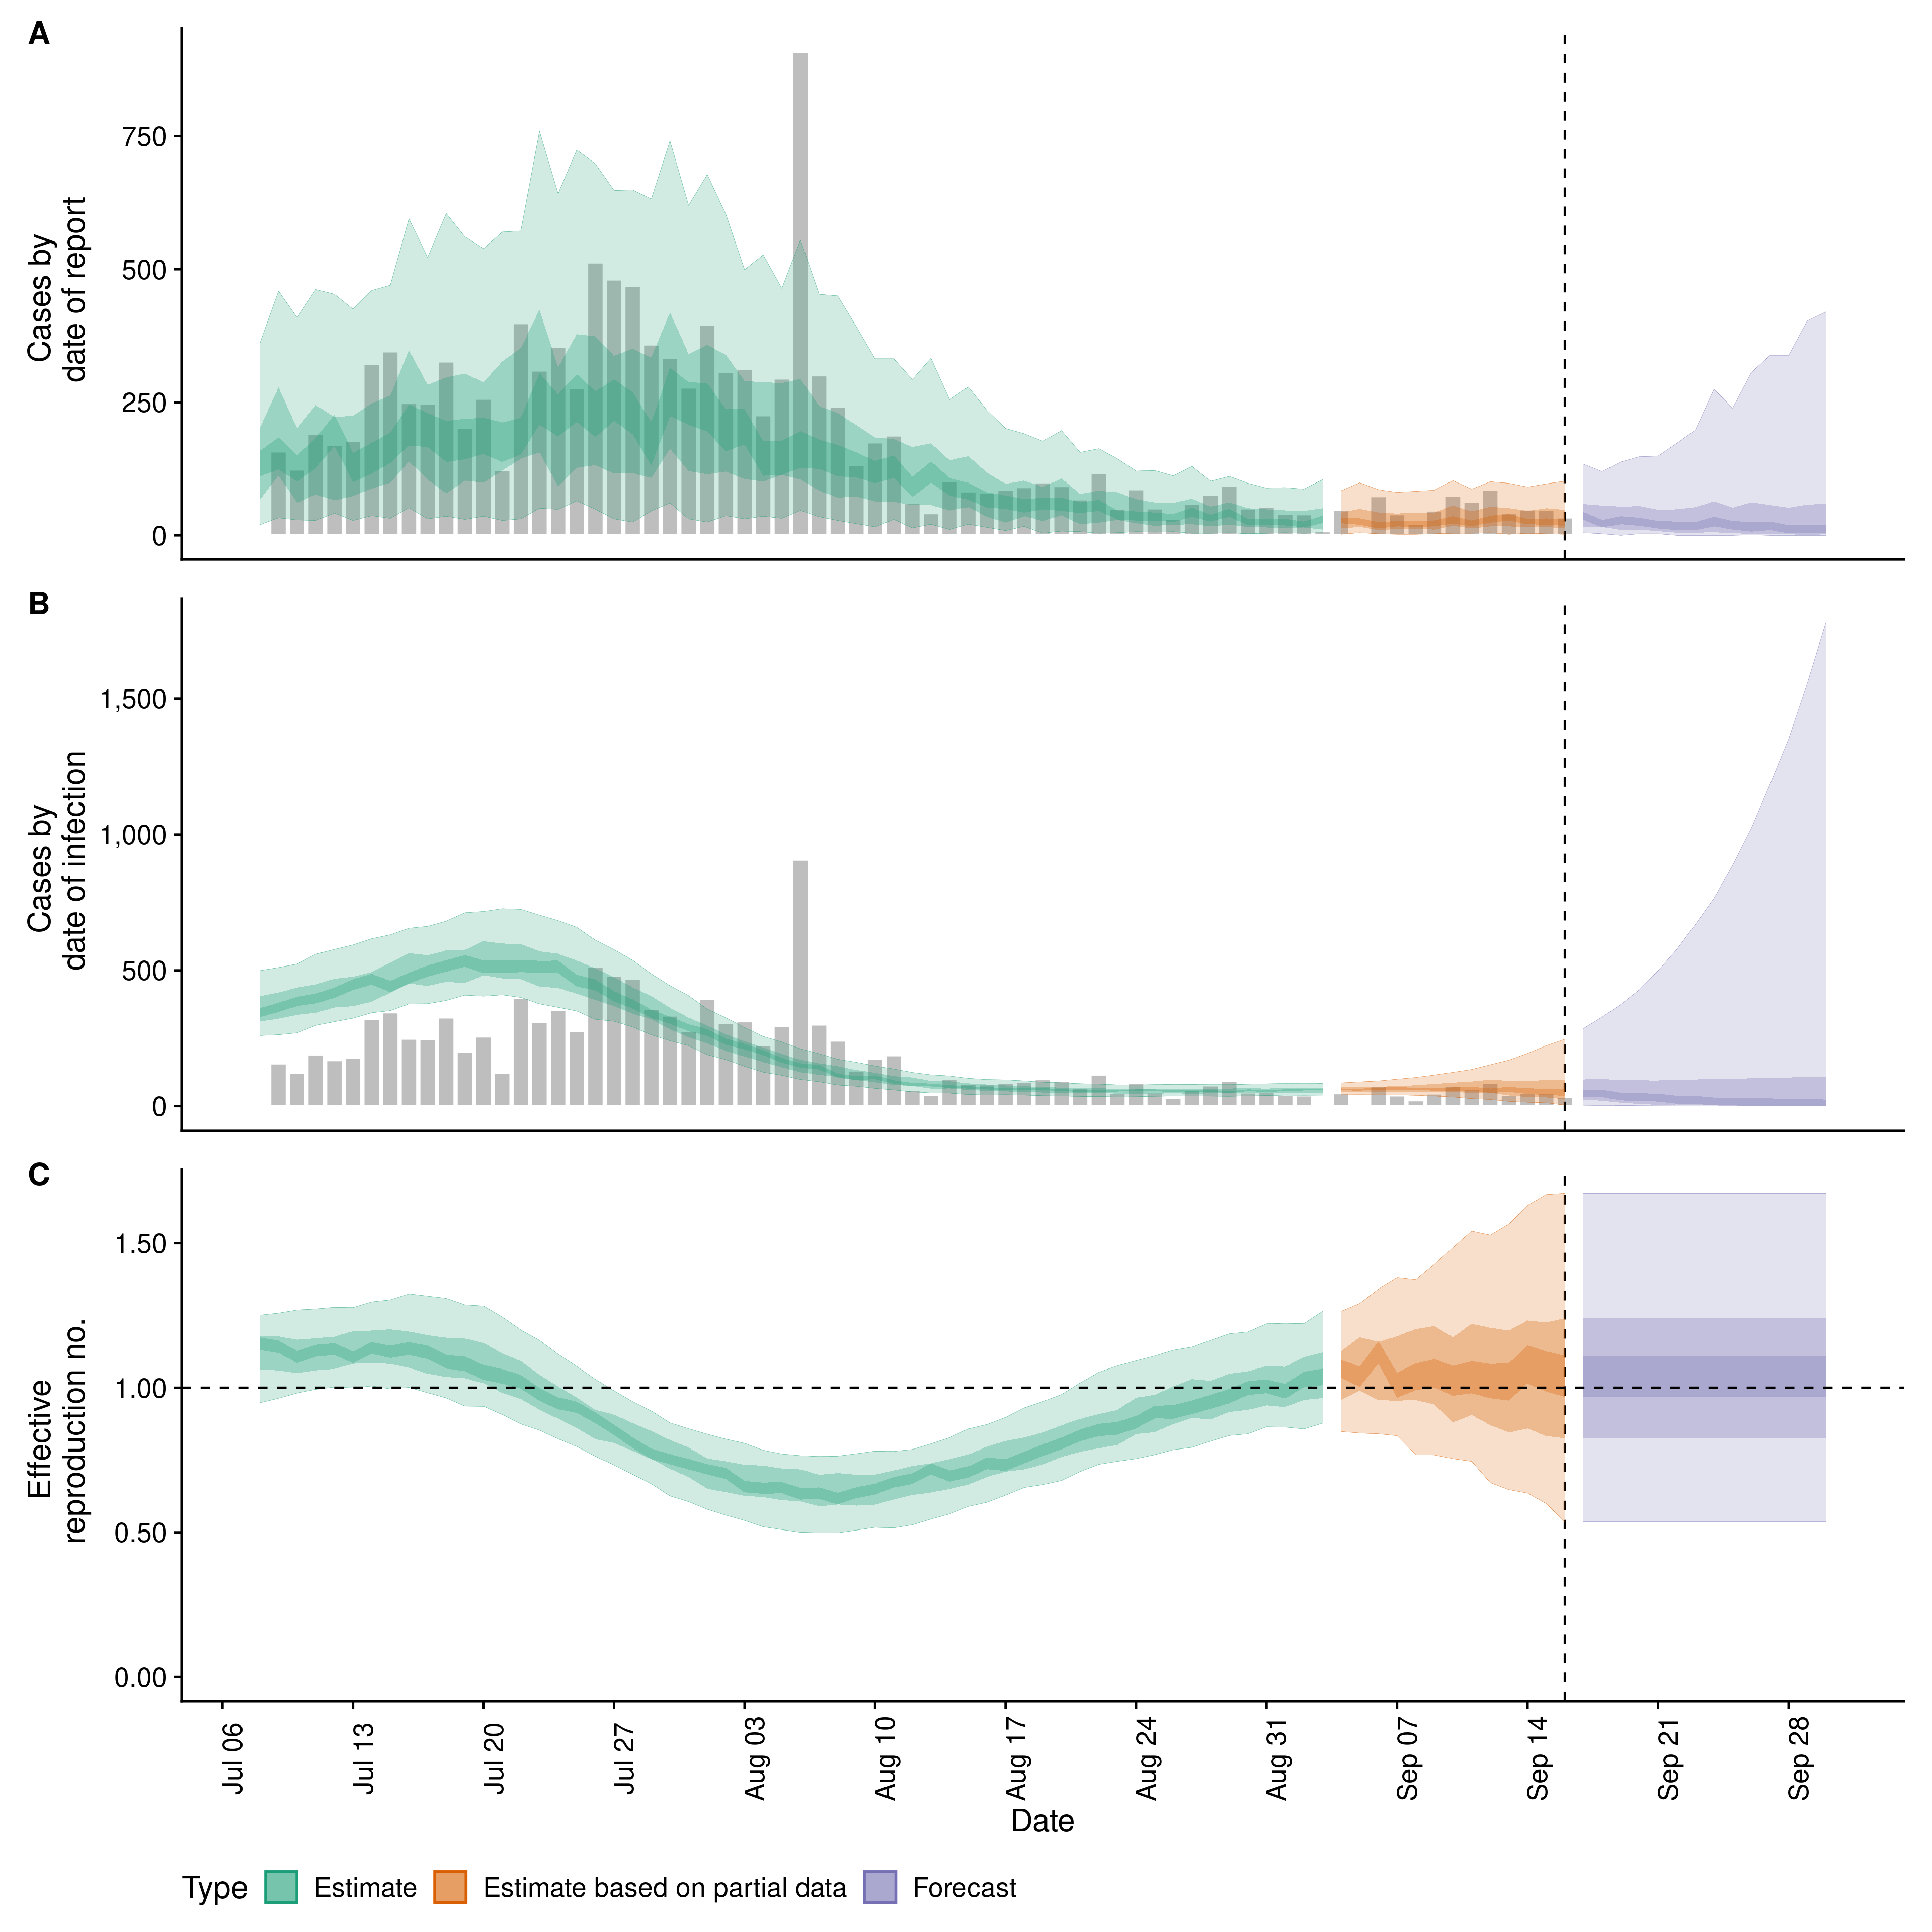 A
Cases by
date of report
750
500
250
0
B
Cases by
date of infection
1,500
1,000
500
0
C
Effective
reproduction no.
1.50
1.00
0.50
0.00
Jul 06
Jul 13
Jul 20
Jul 27
Aug 03
Aug 10
Aug 17
Aug 24
Aug 31
Sep 07
Sep 14
Sep 21
Sep 28
Date
Type Estimate Estimate based on partial data Forecast